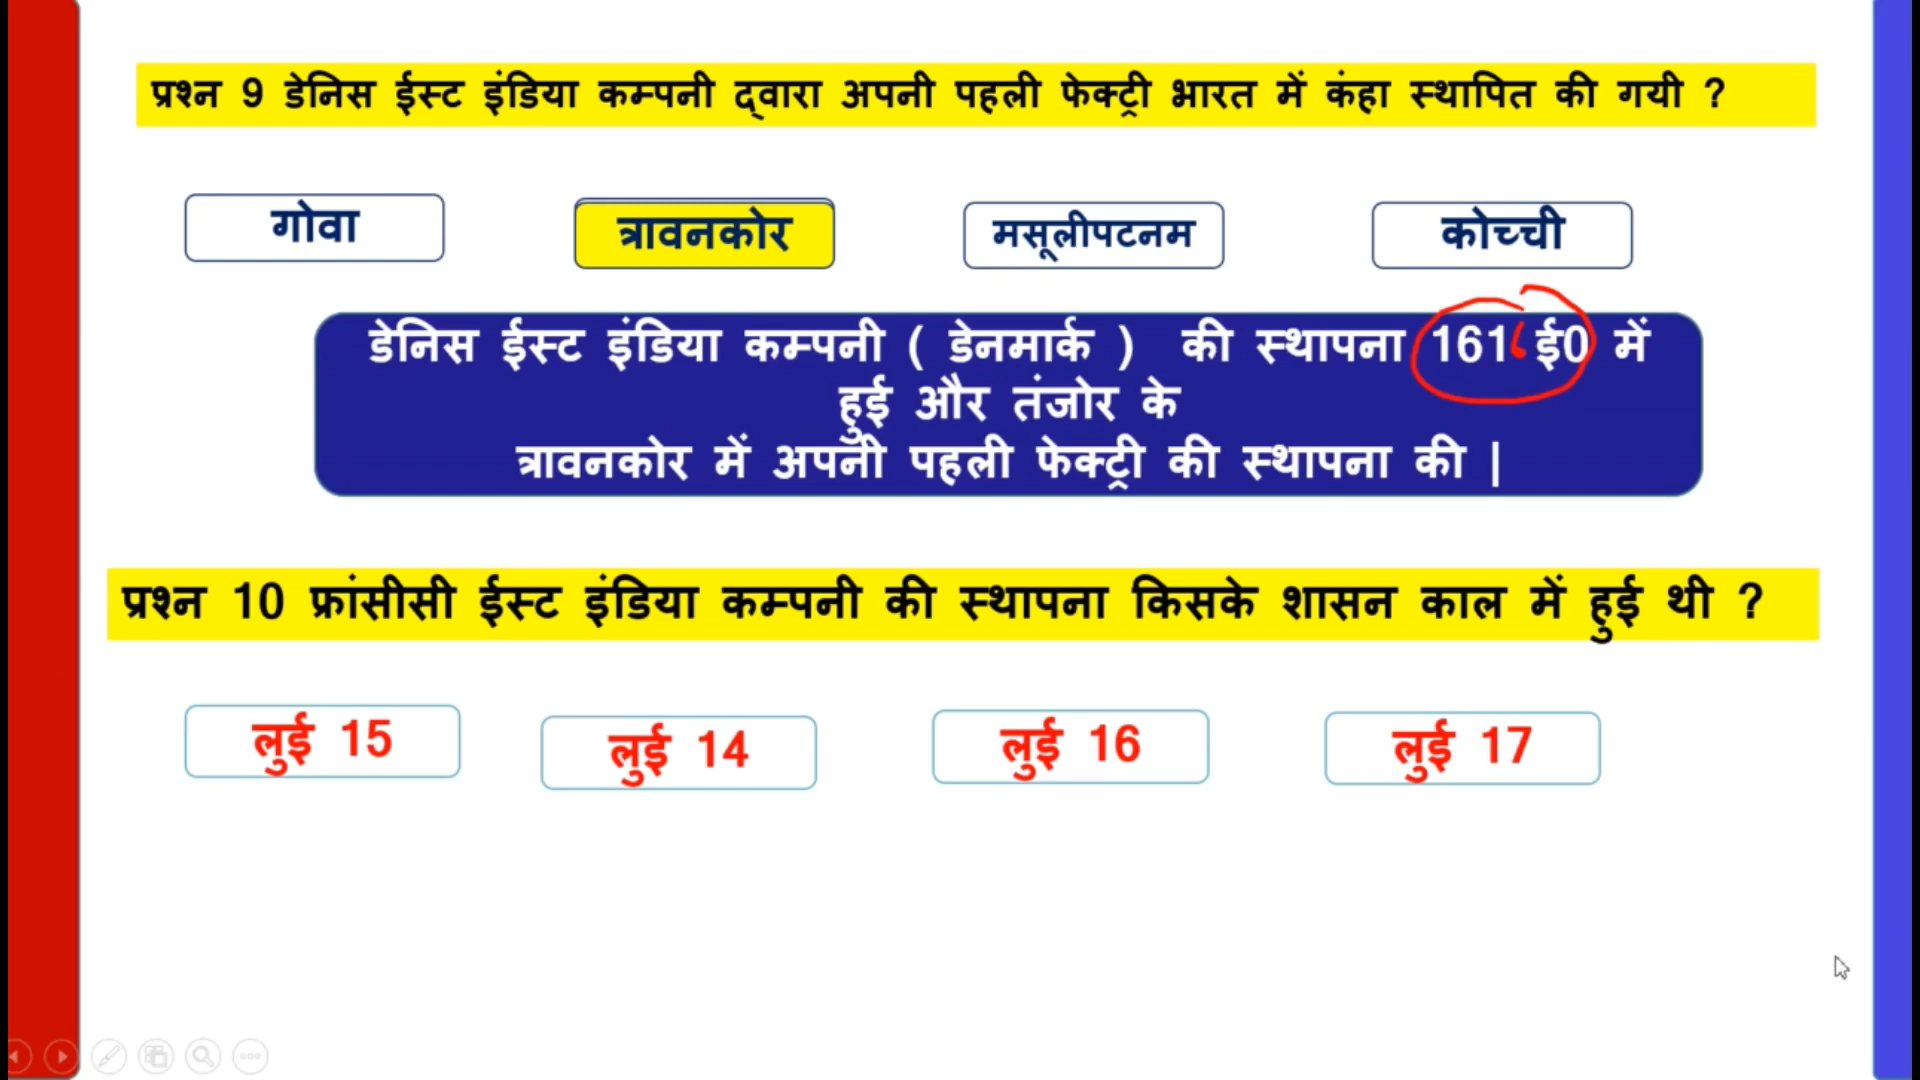 प्रश्न 9 डेनिस ईस्ट इंडिया कम्पनी द्वारा अपनी पहली फेक्ट्री भारत में कंहा स्थापित की गयी ?
गोवा
त्रावनकोर
मसूलीपटनम
कोच्ची
डेनिस ईस्ट इंडिया कम्पनी ( डेनमार्क ) की स्थापना 1616 ई0 में
हुई और तंजोर के
त्रावनकोर में अपनी पहली फेक्ट्री की स्थापना की |
प्रश्न 10 फ्रांसीसी ईस्ट इंडिया कम्पनी की स्थापना किसके शासन काल में हुई थी ?
लुई 15
लुई 14
लुई 16
लुई 17